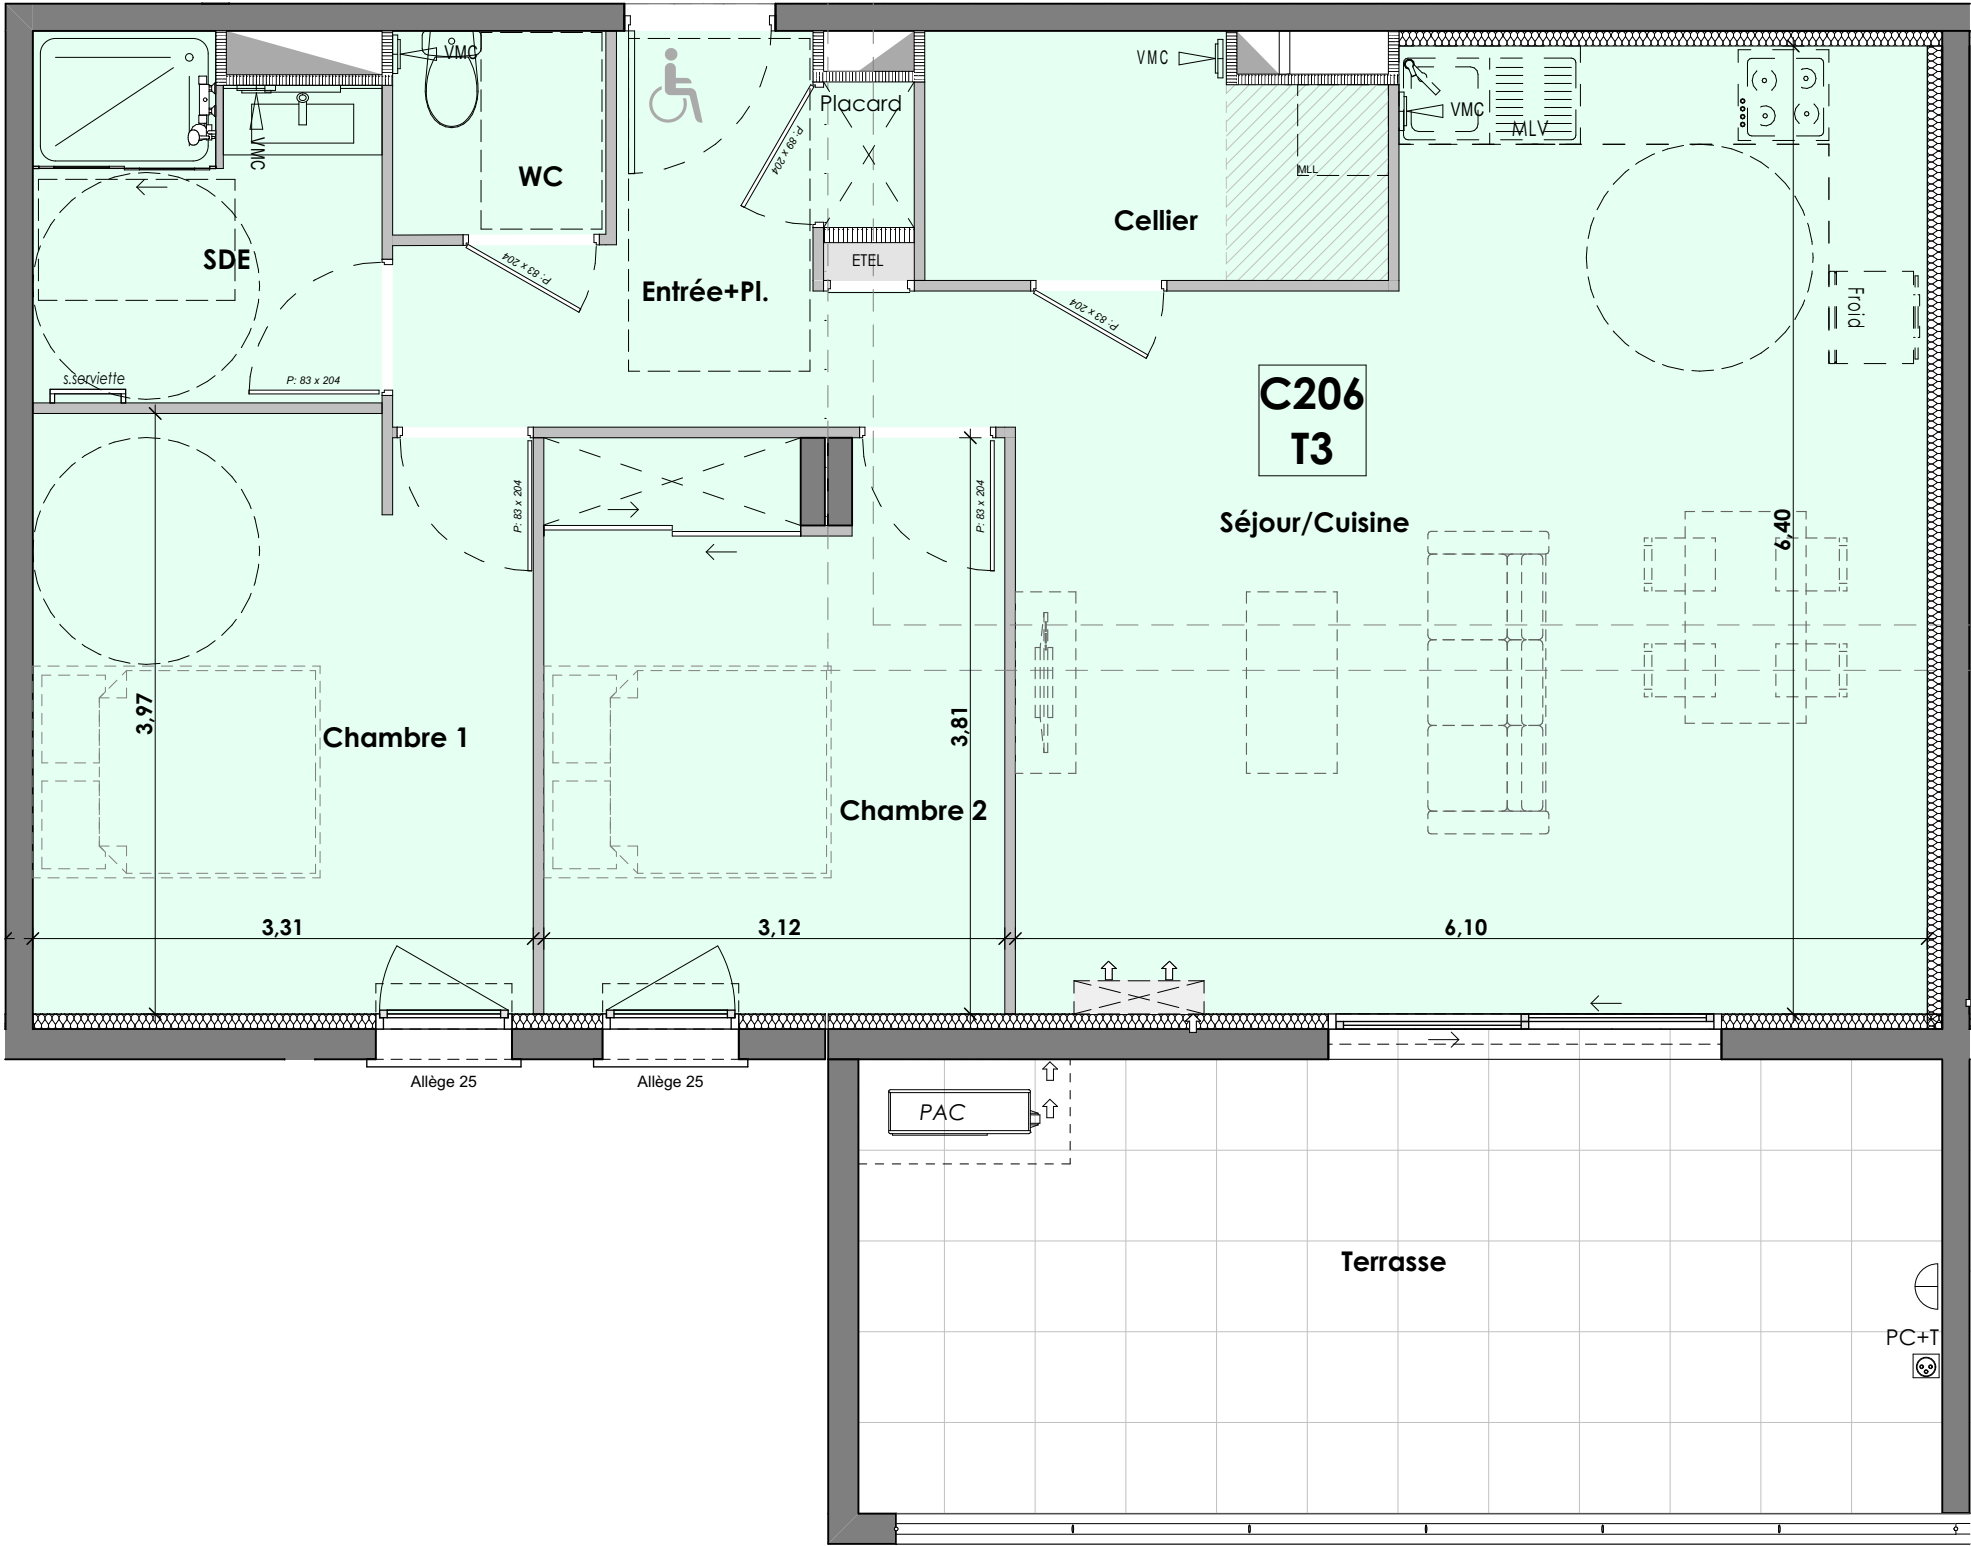 VMC
VMC
VMC
VMC
Placard
MLV
P: 89 x 204
MLL
WC
Cellier
SDE
ETEL
P: 83 x 204
Entrée+Pl.
P: 83 x 204
Froid
s.serviette
P: 83 x 204
C206
T3
P: 83 x 204
P: 83 x 204
Séjour/Cuisine
6,40
3,97
Chambre 1
3,81
Chambre 2
3,31
3,12
6,10
Allège 25
Allège 25
PAC
Terrasse
PC+T